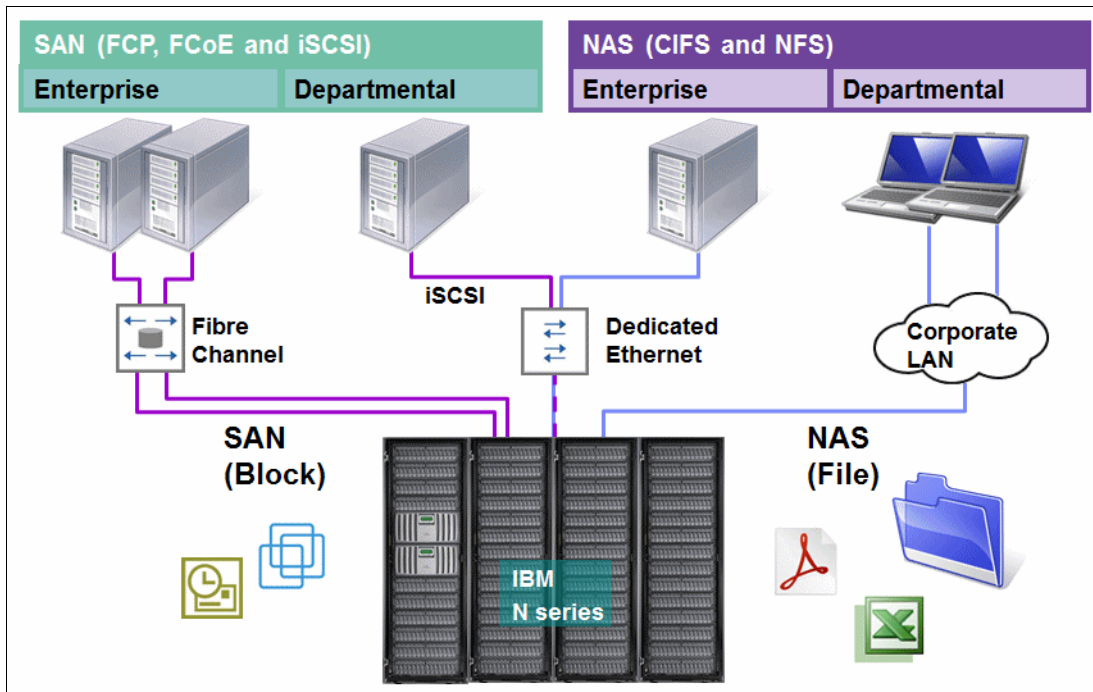 SAN (FCP, FCoE and iSCSI)
NAS (CIFS and NFS)
Enterprise
Departmental
Enterprise
Departmental
iSCSI
Fibre
Channel
Dedicated
Ethernet
Corporate
LAN
SAN
(Block)
NAS
(File)
IBM
N series